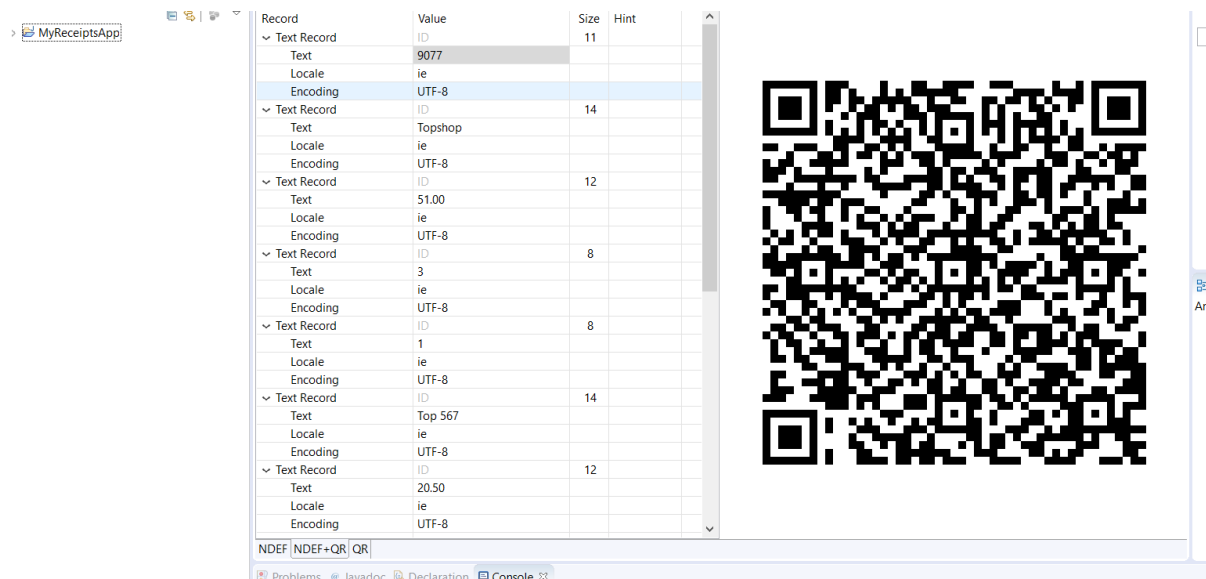 MyReceiptsApp
Record Value Size Hint
Text Record ID 11
Text 9077
Locale ie
Encoding UTF-8
Text Record ID 14
Text Topshop
Locale ie
Encoding UTF-8
Text Record ID 12
Text 51.00
Locale ie
Encoding UTF-8
Text Record ID 8
Text 3
Locale ie
Encoding UTF-8
Text Record ID 8
Text 1
Locale ie
Encoding UTF-8
Text Record ID 14
Text Top 567
Locale ie
Encoding UTF-8
Text Record ID 12
Text 20.50
Locale ie
Encoding UTF-8
NDEF NDEF+QR QR
Problems Javadoc Declaration Console